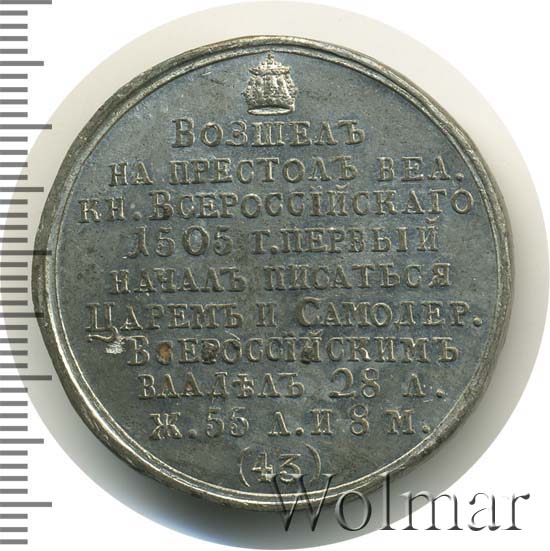 Возшелъ
на престолъ вел.
кн. Всероссійскаго
1505 г. первый
началъ писаться
Царемъ и Самодер.
Всероссійскимъ
владѣлъ 28 л.
ж. 55 л. и 8 м.
(43)
Wolmar